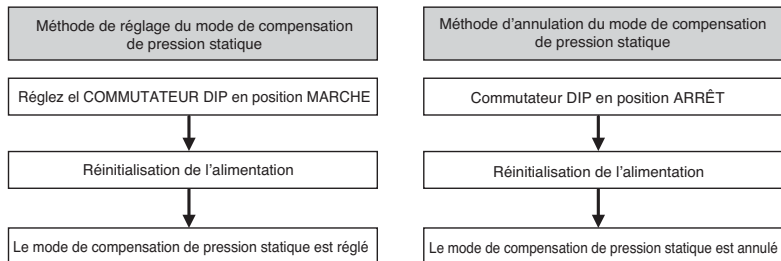 Méthode de réglage du mode de compensation
de pression statique
Réglez el COMMUTATEUR DIP en position MARCHE
Réinitialisation de l'alimentation
Le mode de compensation de pression statique est réglé
Méthode d'annulation du mode de compensation
de pression statique
Commutateur DIP en position ARRÊT
Réinitialisation de l'alimentation
Le mode de compensation de pression statique est annulé